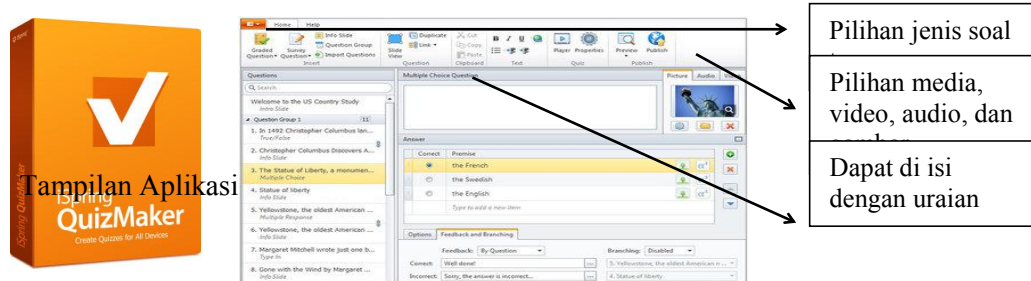 Tampilan Aplikasi
iSpring
QuizMaker
Create Quizzes for All Devices
iSpring QuizMaker
Home Help
Graded Question
Survey Question
Info Slide
Question Group
Import Questions
Insert
Slide View
Duplicate
Link
Question
Cut
Copy
Paste
Clipboard
B I U
Text
Player Properties
Quiz
Preview Publish
Publish
Questions
Search
Welcome to the US Country Study
Intro Slide
Question Group 1 11
1. In 1492 Christopher Columbus lan...
True/False
2. Christopher Columbus Discovers A...
Info Slide
3. The Statue of Liberty, a monumen...
Multiple Choice
4. Statue of liberty
Info Slide
5. Yellowstone, the oldest American ...
Multiple Response
6. Yellowstone, the oldest American ...
Info Slide
7. Margaret Mitchell wrote just one b...
Type In
8. Gone with the Wind by Margaret ...
Info Slide
Multiple Choice Question
Picture Audio Video
Answer
Correct Premise
the French
the Swedish
the English
Type to add a new item
Options Feedback and Branching
Feedback: By Question Branching: Disabled
Correct: Well done! ... 5. Yellowstone, the oldest American n ...
Incorrect: Sorry, the answer is incorrect... ... 4. Statue of liberty
Pilihan jenis soal
Pilihan media,
video, audio, dan
gambar
Dapat di isi
dengan uraian